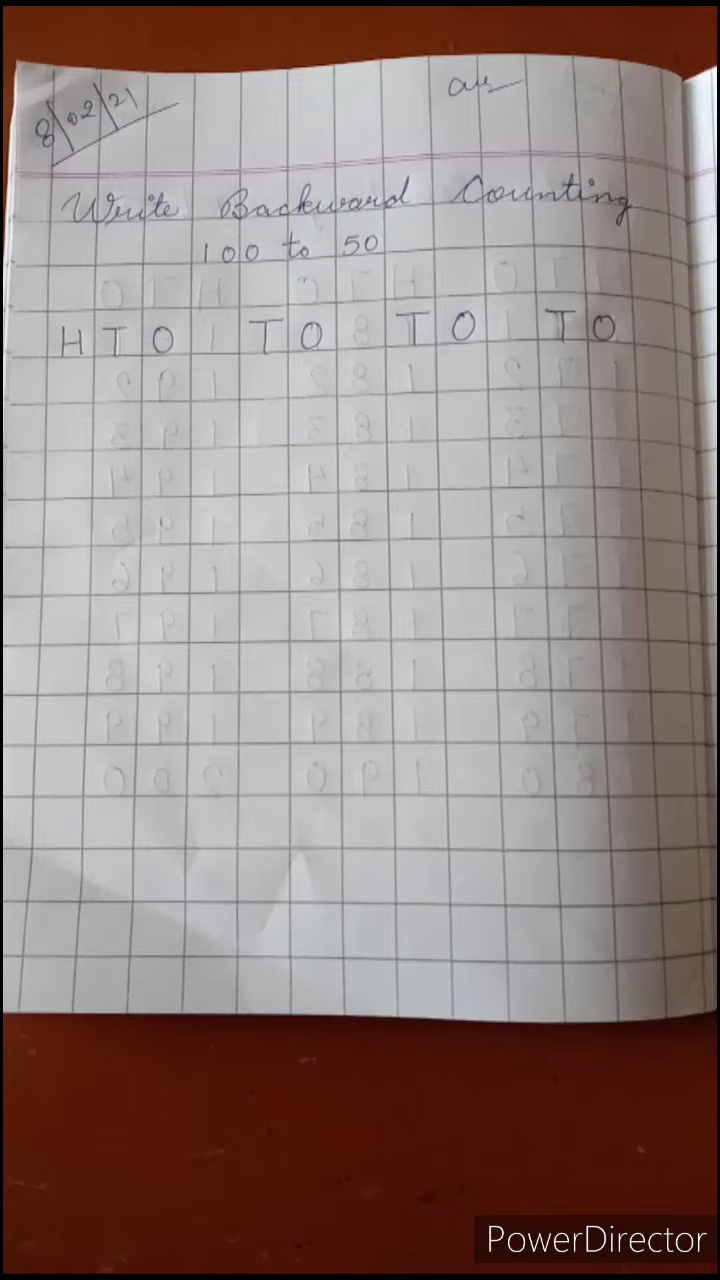 8/02/21
Write Backward Counting
100 to 50
H T O T O T O T O
PowerDirector